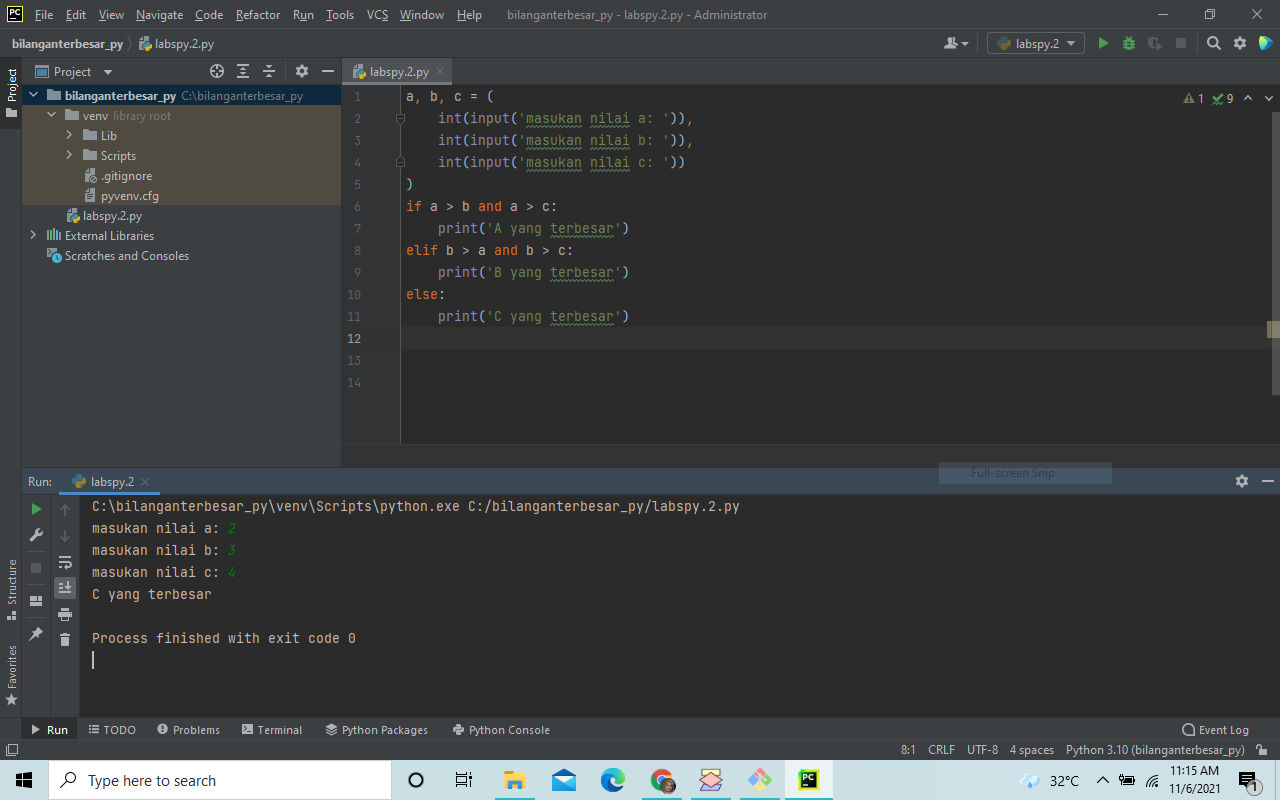 PC File Edit View Navigate Code Refactor Run Tools VCS Window Help bilanganterbesar_py - labspy.2.py - Administrator
bilanganterbesar_py labspy.2.py labspy.2
Project
Project
bilanganterbesar_py C:\bilanganterbesar_py
venv library root
Lib
Scripts
.gitignore
pyvenv.cfg
labspy.2.py
External Libraries
Scratches and Consoles
labspy.2.py
1 9
1 a, b, c = (
2 int(input('masukan nilai a: ')),
3 int(input('masukan nilai b: ')),
4 int(input('masukan nilai c: '))
5 )
6 if a > b and a > c:
7 print('A yang terbesar')
8 elif b > a and b > c:
9 print('B yang terbesar')
10 else:
11 print('C yang terbesar')
12
13
14
Full-screen Snip
Run: labspy.2
C:\bilanganterbesar_py\venv\Scripts\python.exe C:/bilanganterbesar_py/labspy.2.py
masukan nilai a: 2
masukan nilai b: 3
masukan nilai c: 4
C yang terbesar
Process finished with exit code 0
Structure
Favorites
Run TODO Problems Terminal Python Packages Python Console Event Log
8:1 CRLF UTF-8 4 spaces Python 3.10 (bilanganterbesar_py)
Type here to search
PC
32°C
11:15 AM
11/6/2021
1